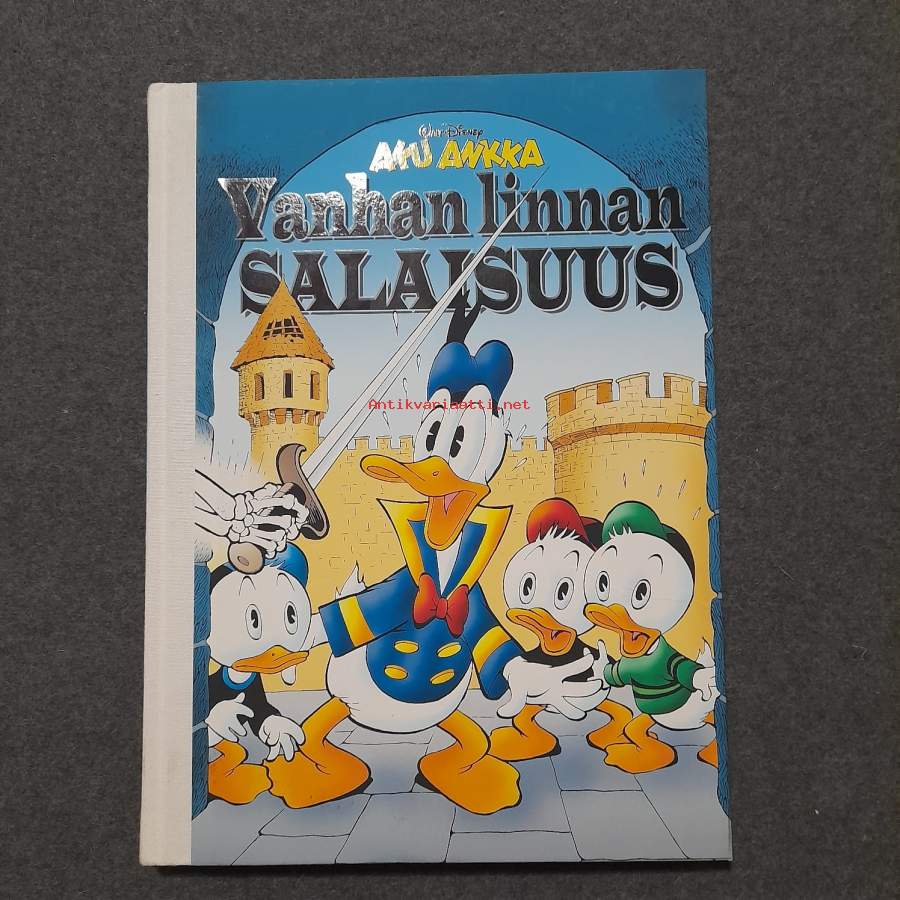 Walt Disney
AKU ANKKA
Vanhan linnan
SALAISUUS
Antikvariaatti.net